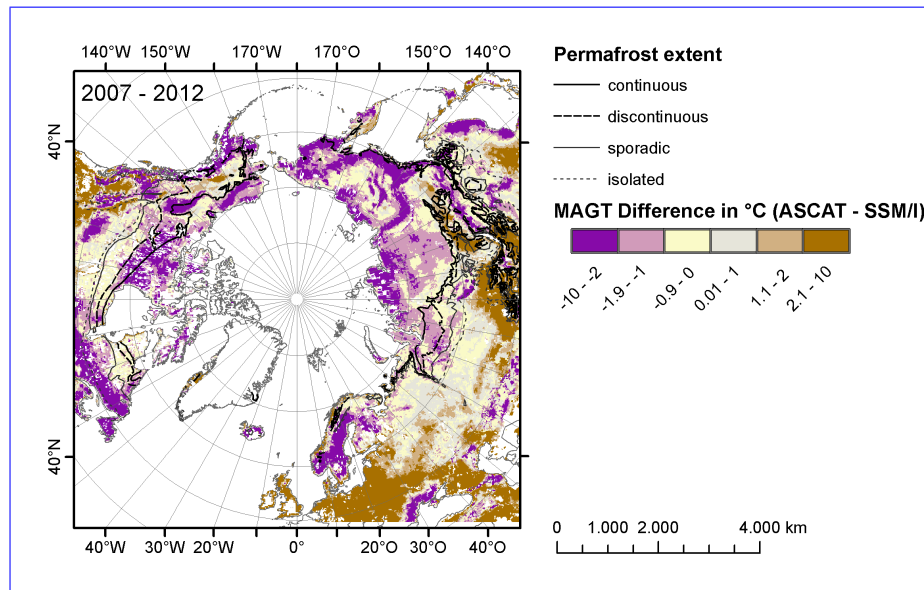 140°W 150°W 170°W 170°O 150°O 140°O
2007 - 2012
40°N
40°N
40°W 30°W 20°W 0° 20°O 30°O 40°O
Permafrost extent
continuous
discontinuous
sporadic
isolated
MAGT Difference in °C (ASCAT - SSM/I)
-10 - -2
-1.9 - -1
-0.9 - 0
0.01 - 1
1.1 - 2
2.1 - 10
0 1.000 2.000 4.000 km